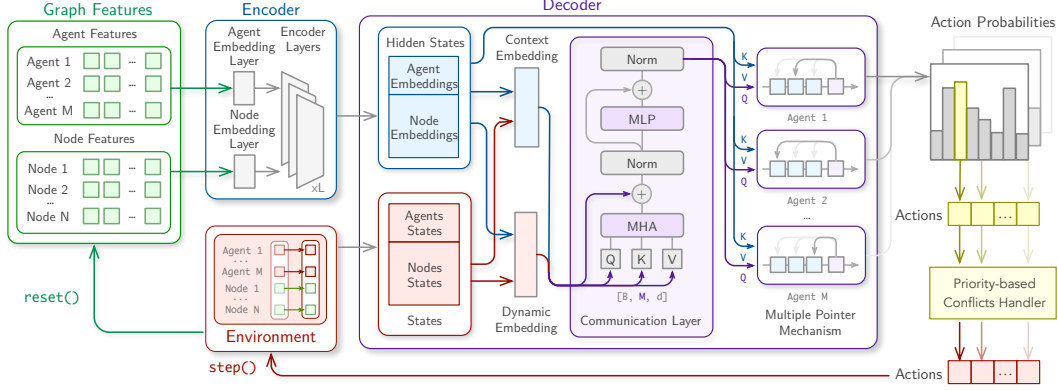 Graph Features
Agent Features
Agent 1
...
Agent 2
...
...
Agent M
...
Node Features
Node 1
...
Node 2
...
...
Node N
...
reset()
Encoder
Agent
Embedding
Layer
Encoder
Layers
Node
Embedding
Layer
xL
Agent 1
...
Agent M
Node 1
...
Node N
Environment
step()
Decoder
Hidden States
Agent
Embeddings
Node
Embeddings
Agents
States
Nodes
States
States
Context
Embedding
Dynamic
Embedding
Norm
+
MLP
Norm
+
MHA
Q
K
V
[B, M, d]
Communication Layer
K
V
Q
Agent 1
K
V
Q
Agent 2
...
K
V
Q
Agent M
Multiple Pointer
Mechanism
Action Probabilities
Actions
...
Priority-based
Conflicts Handler
Actions
...